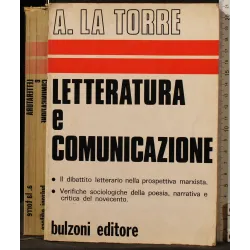 A. LA TORRE
LETTERATURA
e
COMUNICAZIONE
• Il dibattito letterario nella prospettiva marxista.
• Verifiche sociologiche della poesia, narrativa e
critica del novecento.
bulzoni editore